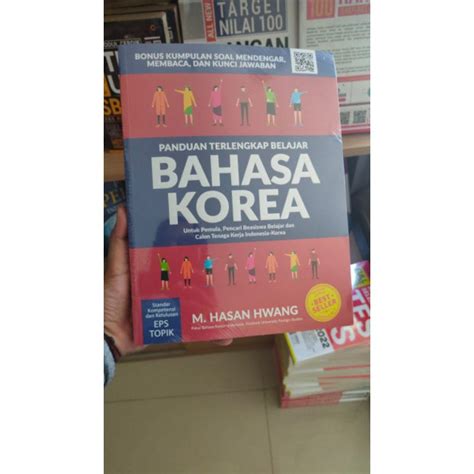 TARGET
NILAI 100
BONUS KUMPULAN SOAL MENDENGAR,
MEMBACA, DAN KUNCI JAWABAN
PANDUAN TERLENGKAP BELAJAR
BAHASA
KOREA
Untuk Pemula, Pencari Beasiswa Belajar dan
Calon Tenaga Kerja Indonesia-Korea
BEST
SELLER
Standar
Kompetensi
dan Kelulusan
EPS
TOPIK
M. HASAN HWANG
2022